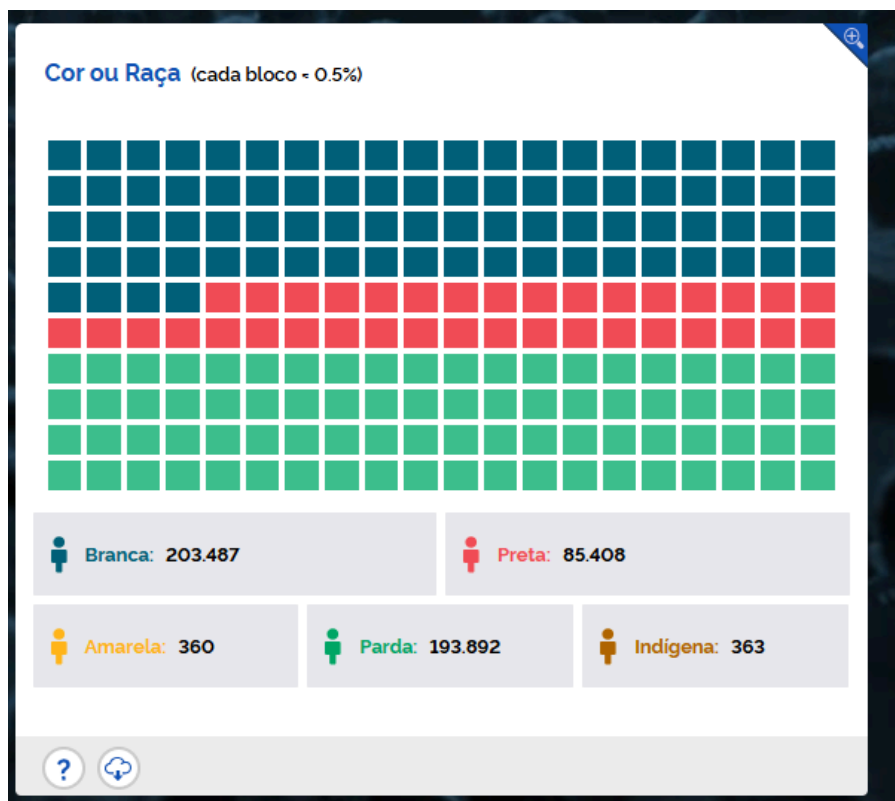 Cor ou Raça (cada bloco ≈ 0.5%)
Branca: 203.487
Preta: 85.408
Amarela: 360
Parda: 193.892
Indígena: 363
?